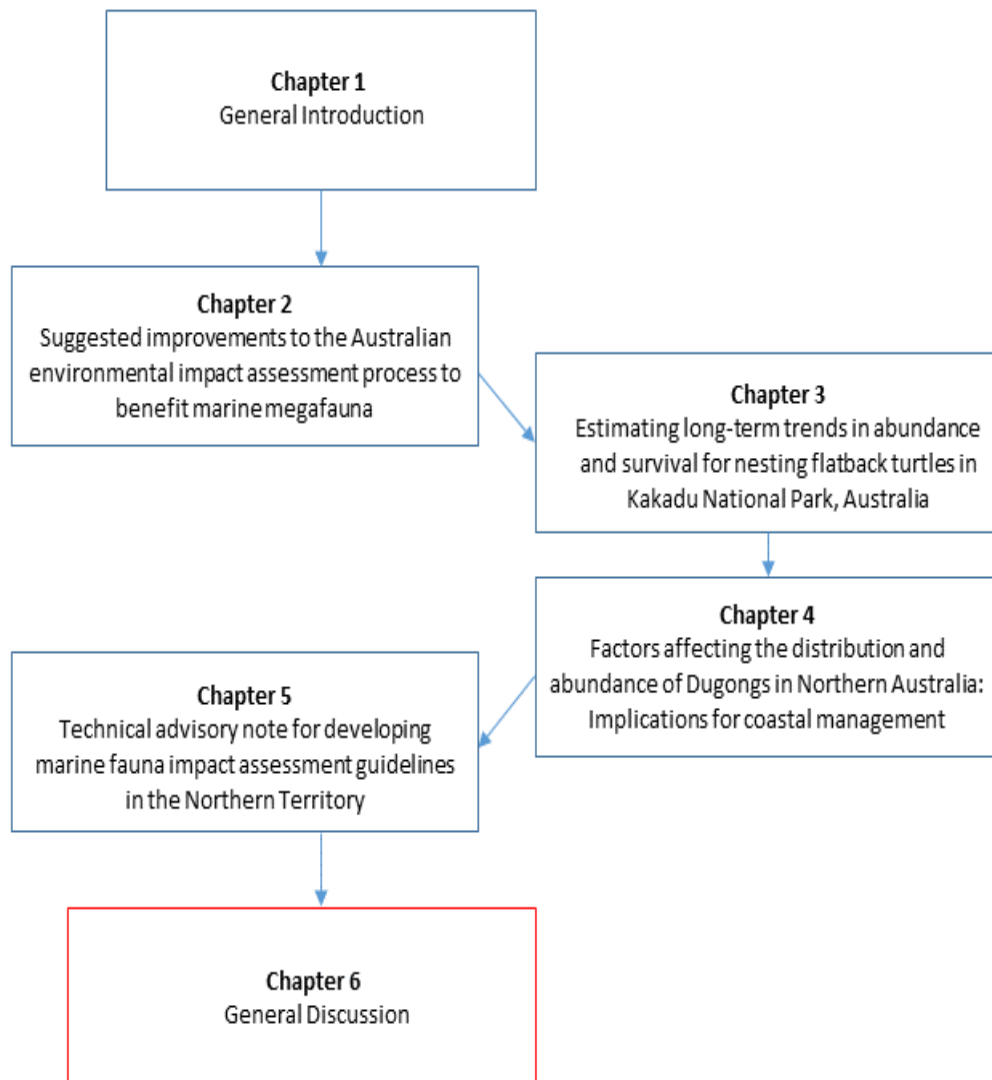 Chapter 1
General Introduction
Chapter 2
Suggested improvements to the Australian
environmental impact assessment process to
benefit marine megafauna
Chapter 3
Estimating long-term trends in abundance
and survival for nesting flatback turtles in
Kakadu National Park, Australia
Chapter 4
Factors affecting the distribution and
abundance of Dugongs in Northern Australia:
Implications for coastal management
Chapter 5
Technical advisory note for developing
marine fauna impact assessment guidelines
in the Northern Territory
Chapter 6
General Discussion